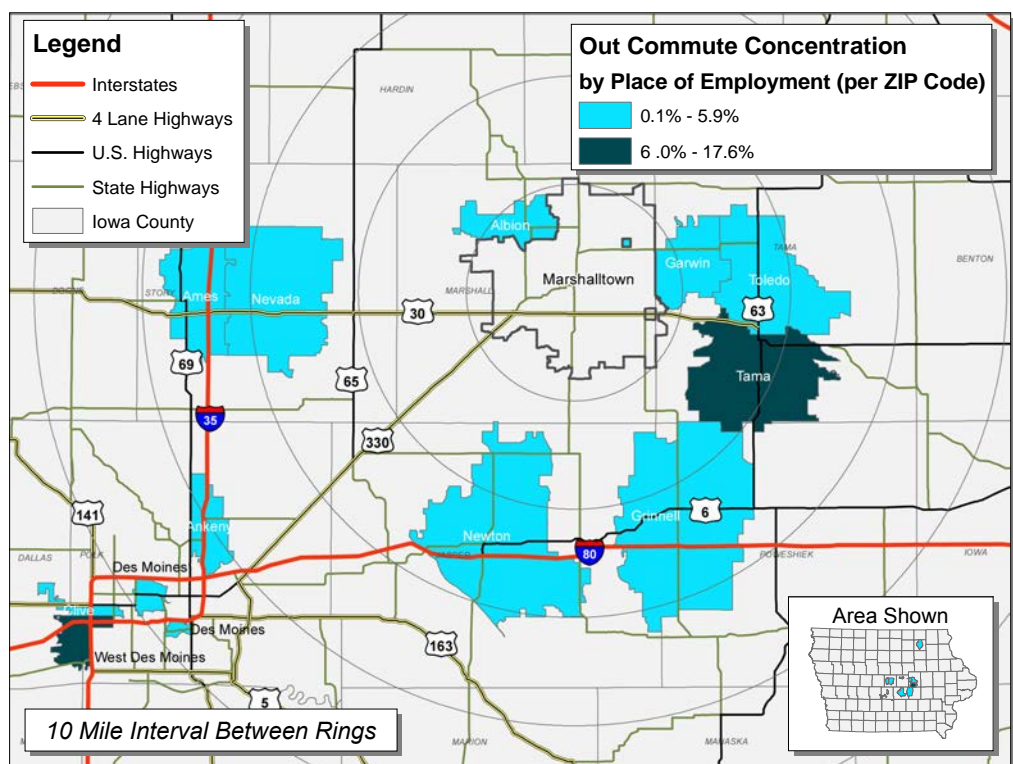 Legend
Interstates
4 Lane Highways
U.S. Highways
State Highways
Iowa County
Out Commute Concentration
by Place of Employment (per ZIP Code)
0.1% - 5.9%
6 .0% - 17.6%
HARDIN
Albion
Marshalltown
Garwin
TAMA
Toledo
BENTON
STORY
Ames
Nevada
MARSHALL
30
63
69
65
Tama
35
330
141
Ankeny
Newton
Grinnell
6
DALLAS
POLK
JASPER
80
POWESHIEK
IOWA
Des Moines
Clive
Des Moines
West Des Moines
163
5
MARION
MAHASKA
10 Mile Interval Between Rings
Area Shown